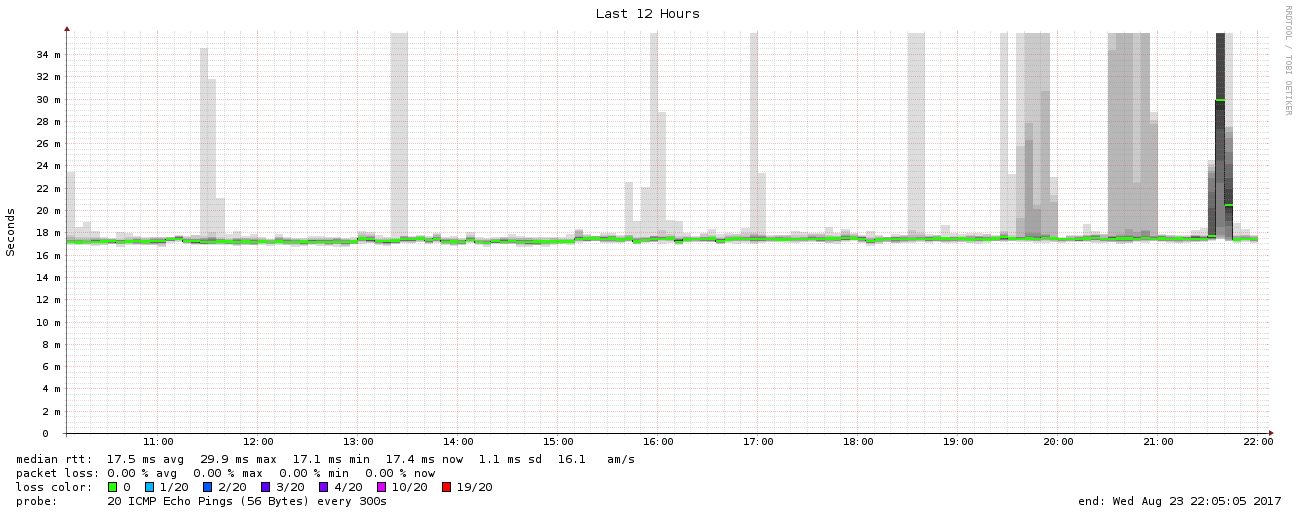 Last 12 Hours
RRDTOOL / TOBI OETIKER
Seconds
34 m
32 m
30 m
28 m
26 m
24 m
22 m
20 m
18 m
16 m
14 m
12 m
10 m
8 m
6 m
4 m
2 m
0
11:00 12:00 13:00 14:00 15:00 16:00 17:00 18:00 19:00 20:00 21:00 22:00
median rtt: 17.5 ms avg 29.9 ms max 17.1 ms min 17.4 ms now 1.1 ms sd 16.1 am/s
packet loss: 0.00 % avg 0.00 % max 0.00 % min 0.00 % now
loss color: 0 1/20 2/20 3/20 4/20 10/20 19/20
probe: 20 ICMP Echo Pings (56 Bytes) every 300s end: Wed Aug 23 22:05:05 2017